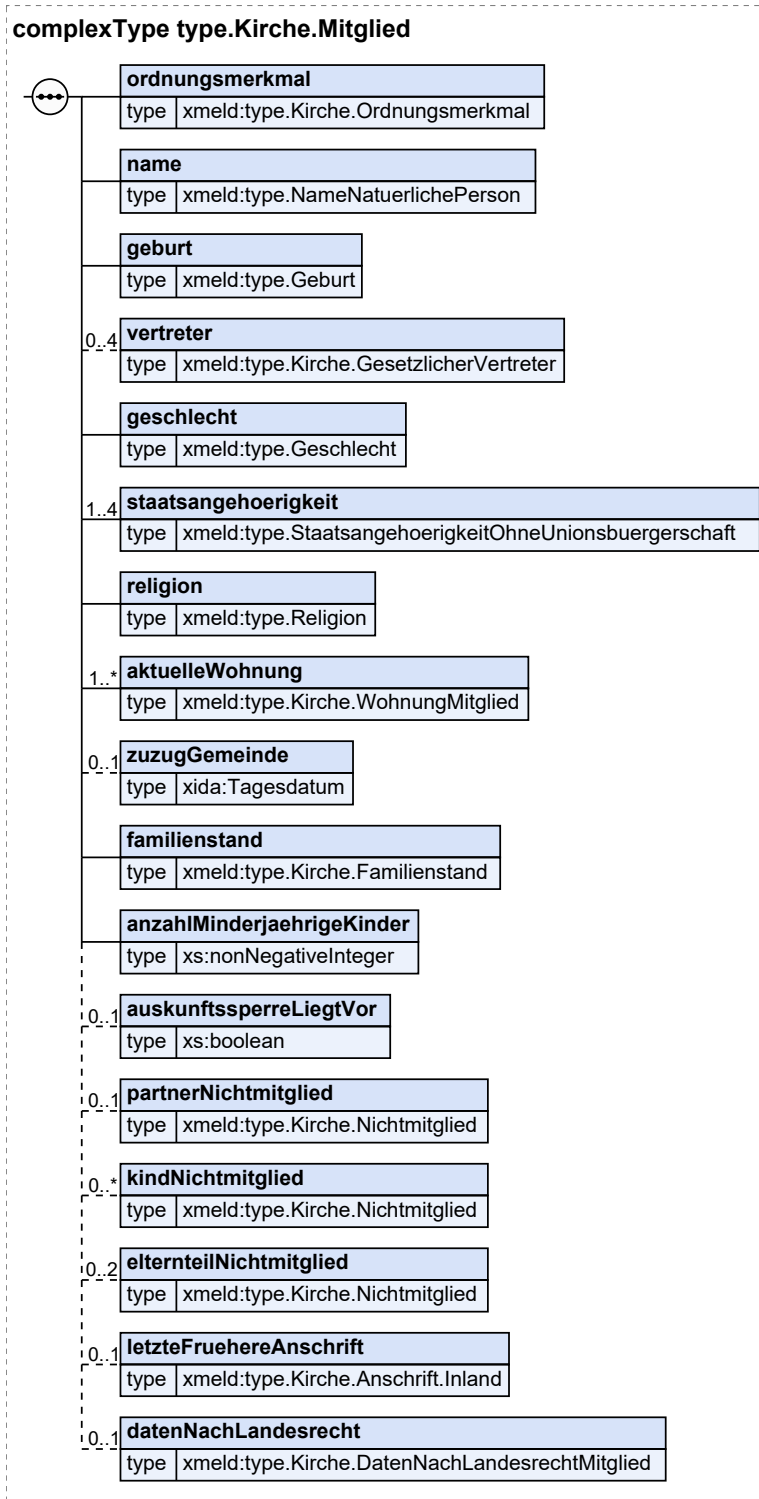 complexType type.Kirche.Mitglied
ordnungsmerkmal
type xmeld:type.Kirche.Ordnungsmerkmal
name
type xmeld:type.NameNatuerlichePerson
geburt
type xmeld:type.Geburt
0..4 vertreter
type xmeld:type.Kirche.GesetzlicherVertreter
geschlecht
type xmeld:type.Geschlecht
1..4 staatsangehoerigkeit
type xmeld:type.StaatsangehoerigkeitOhneUnionsbuergerschaft
religion
type xmeld:type.Religion
1..* aktuelleWohnung
type xmeld:type.Kirche.WohnungMitglied
0..1 zuzugGemeinde
type xida:Tagesdatum
familienstand
type xmeld:type.Kirche.Familienstand
anzahlMinderjaehrigeKinder
type xs:nonNegativeInteger
0..1 auskunftssperreLiegtVor
type xs:boolean
0..1 partnerNichtmitglied
type xmeld:type.Kirche.Nichtmitglied
0..* kindNichtmitglied
type xmeld:type.Kirche.Nichtmitglied
0..2 elternteilNichtmitglied
type xmeld:type.Kirche.Nichtmitglied
0..1 letzteFruehereAnschrift
type xmeld:type.Kirche.Anschrift.Inland
0..1 datenNachLandesrecht
type xmeld:type.Kirche.DatenNachLandesrechtMitglied